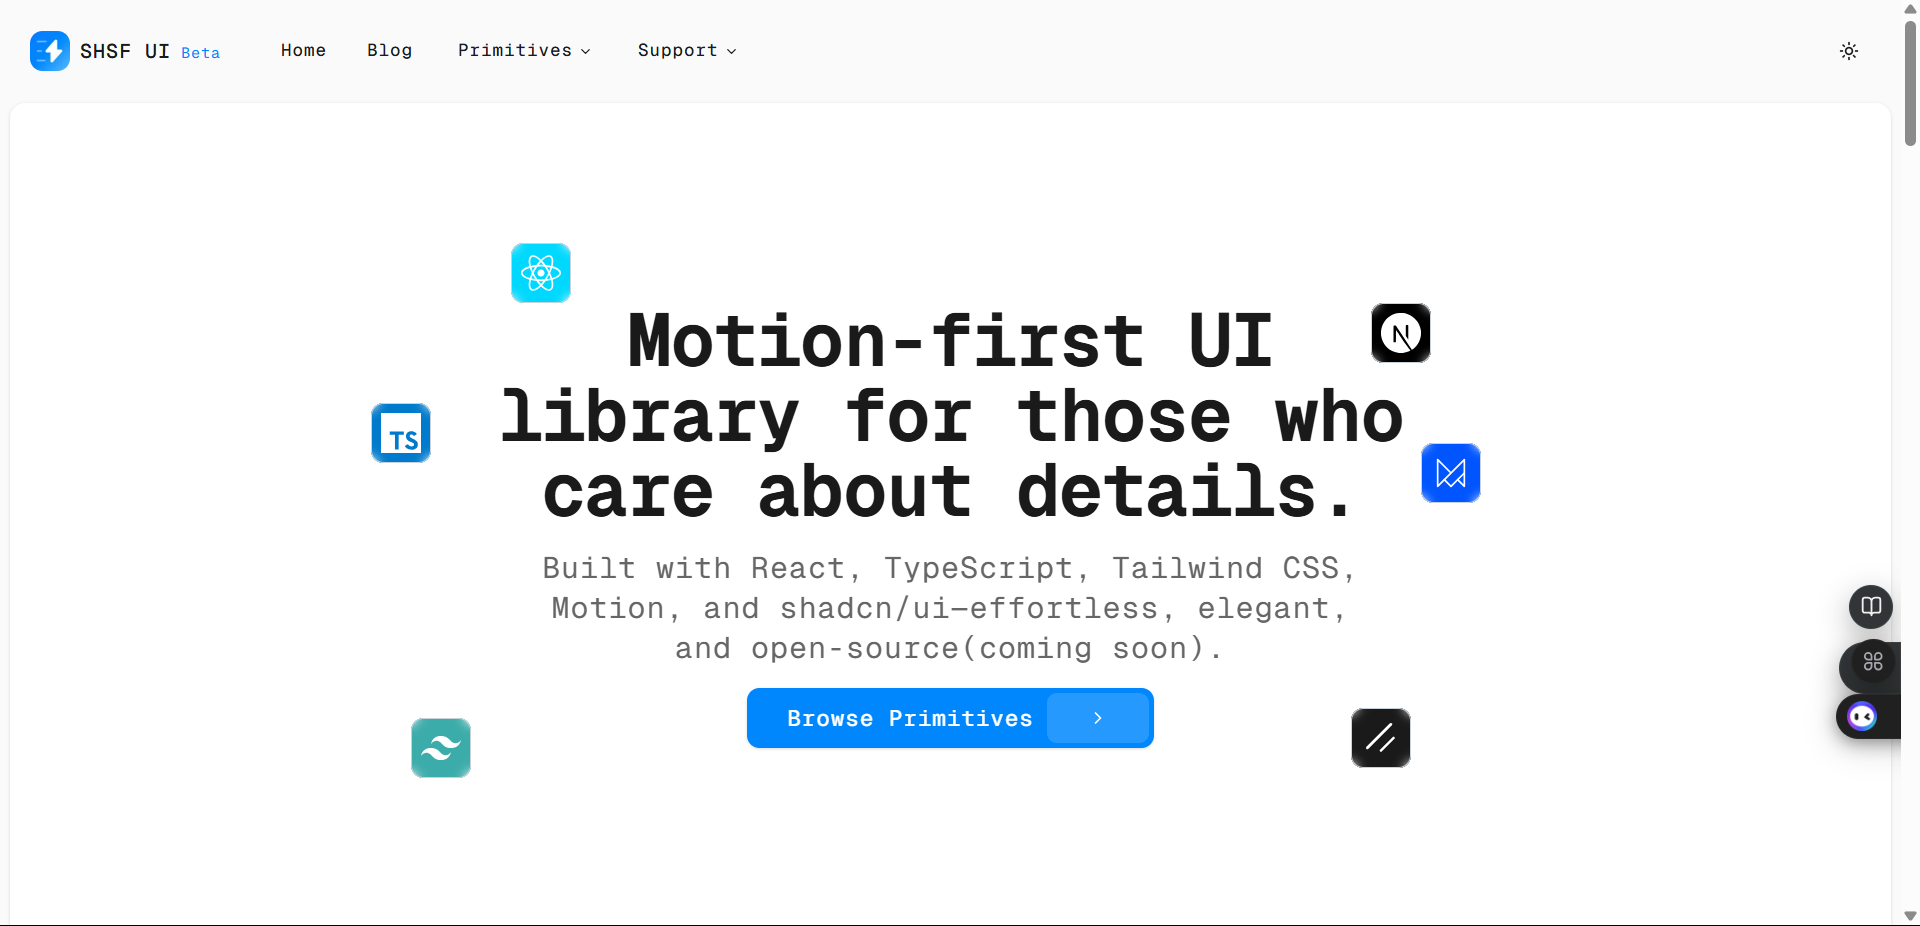 SHSF UI Beta
Home
Blog
Primitives
Support
Motion-first UI
library for those who
care about details.
TS
N
Built with React, TypeScript, Tailwind CSS,
Motion, and shadcn/ui—effortless, elegant,
and open-source(coming soon).
Browse Primitives